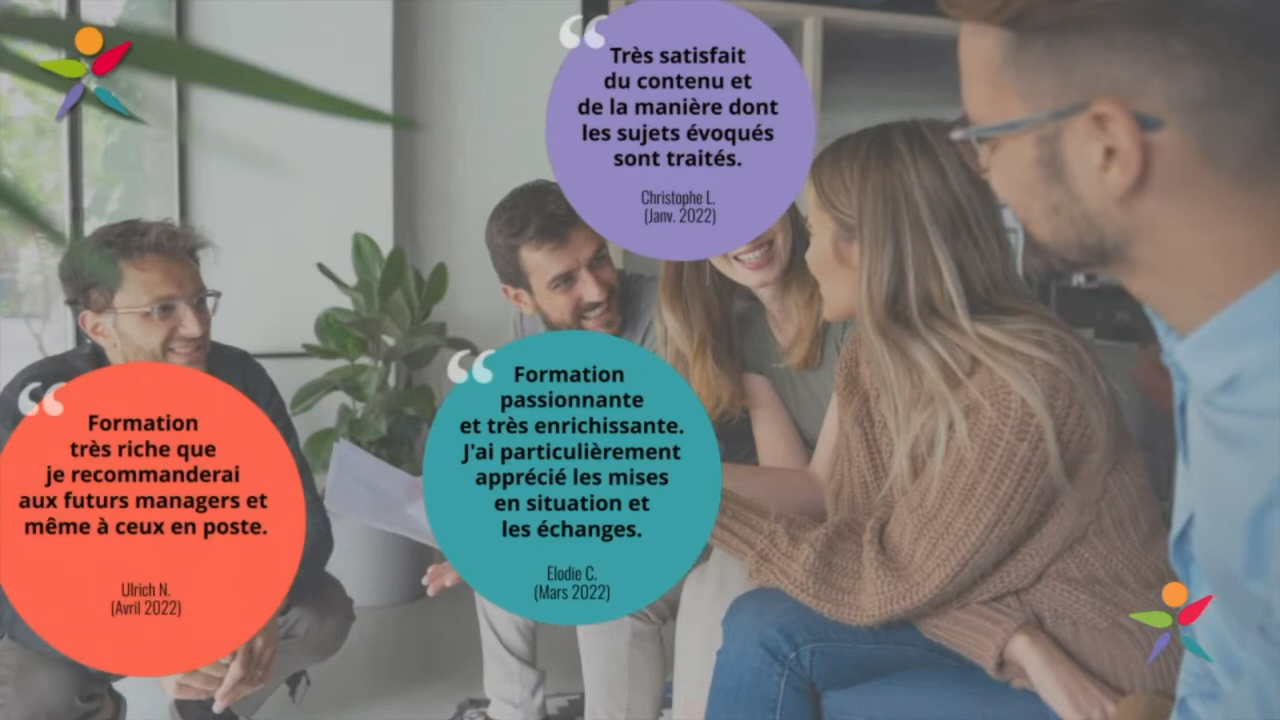 Très satisfait
du contenu et
de la manière dont
les sujets évoqués
sont traités.
Christophe L.
(Janv. 2022)
Formation
très riche que
je recommanderai
aux futurs managers et
même à ceux en poste.
Ulrich N.
(Avril 2022)
Formation
passionnante
et très enrichissante.
J'ai particulièrement
apprécié les mises
en situation et
les échanges.
Elodie C.
(Mars 2022)